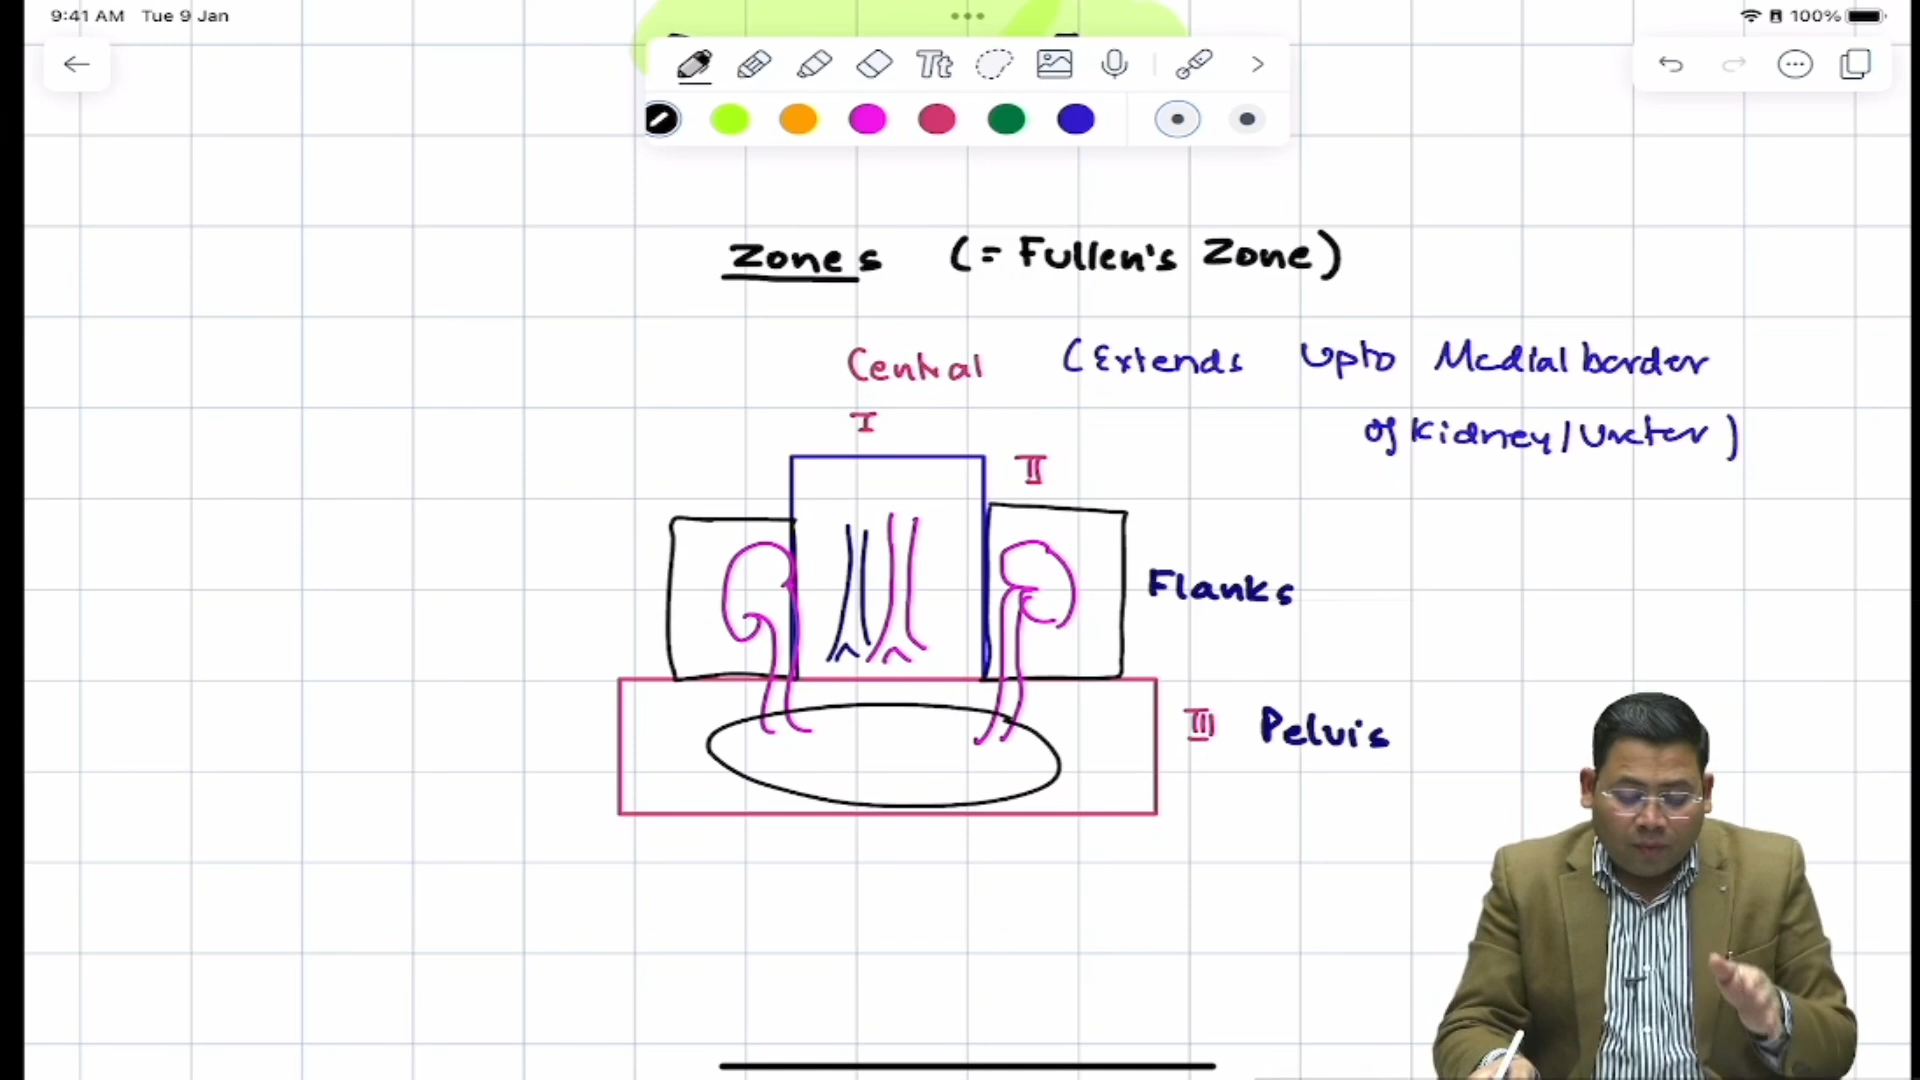 9:41 AM Tue 9 Jan
100%
Tt
Zones (= Fullen's Zone)
Central (Extends Upto Medial border
of Kidney/Ureter)
I
II
Flanks
III Pelvis